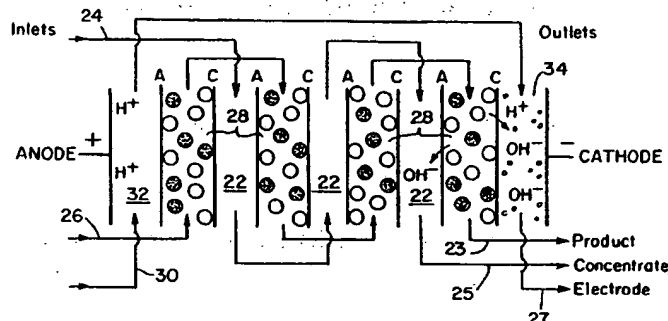 Inlets 24 32 Outlets
34
A C A C A C A C
H+ 28 28 H+
OH−
ANODE + − CATHODE
H+ 32 22 22 OH− 22 OH−
26
23 Product
25 Concentrate
30 27 Electrode